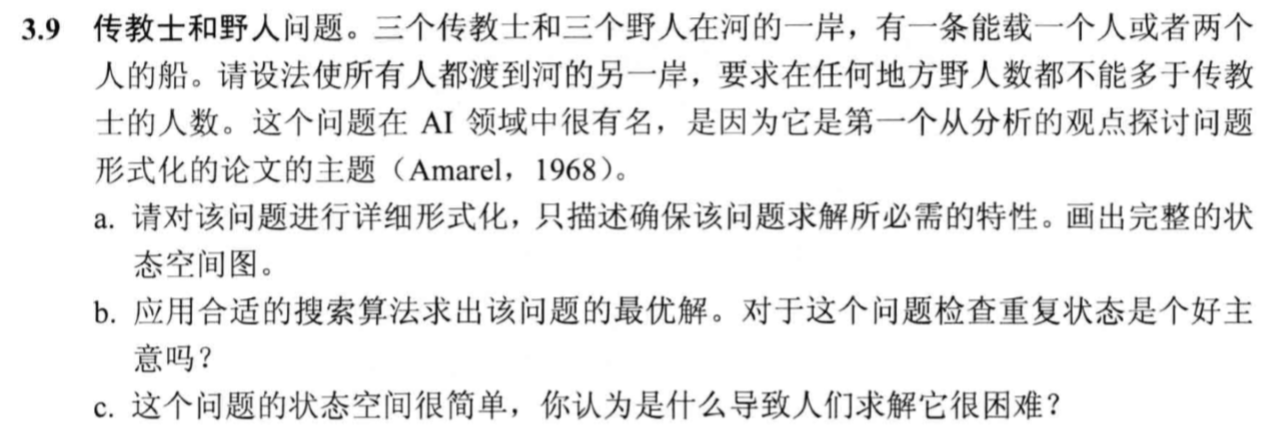 3.9 传教士和野人问题。三个传教士和三个野人在河的一岸，有一条能载一个人或者两个
人的船。请设法使所有人都渡到河的另一岸，要求在任何地方野人数都不能多于传教
士的人数。这个问题在 AI 领域中很有名，是因为它是第一个从分析的观点探讨问题
形式化的论文的主题（Amarel，1968）。
a. 请对该问题进行详细形式化，只描述确保该问题求解所必需的特性。画出完整的状
态空间图。
b. 应用合适的搜索算法求出该问题的最优解。对于这个问题检查重复状态是个好主
意吗？
c. 这个问题的状态空间很简单，你认为是什么导致人们求解它很困难？